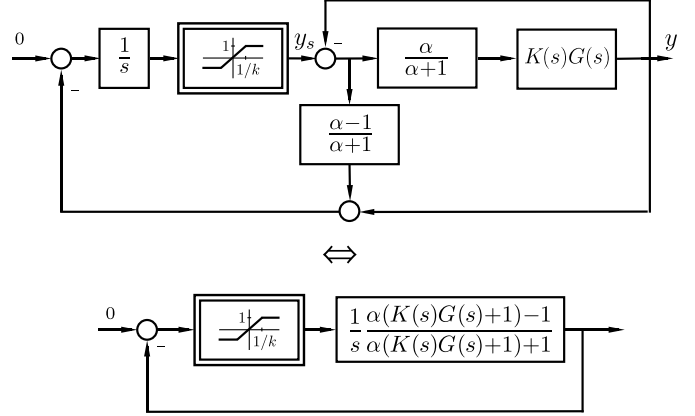 0
−
1/s
1
1/k
y_s
−
α/(α+1)
K(s)G(s)
y
(α−1)/(α+1)
⇔
0
−
1
1/k
1/s α(K(s)G(s)+1)−1/α(K(s)G(s)+1)+1